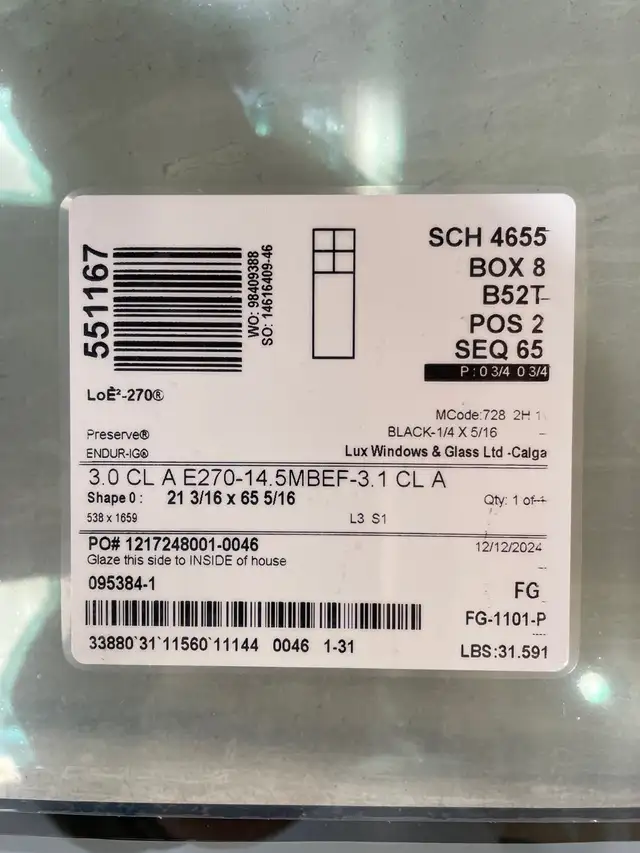 551167
WO: 98409388
SO: 14616409-46
SCH 4655
BOX 8
B52T
POS 2
SEQ 65
P : 0 3/4 0 3/4
LoĒ²-270®
MCode:728 2H 1
Preserve®
BLACK-1/4 X 5/16
ENDUR-IG®
Lux Windows & Glass Ltd -Calga
3.0 CL A E270-14.5MBEF-3.1 CL A
Shape 0 : 21 3/16 x 65 5/16
Qty: 1 of
538 x 1659
L3 S1
PO# 1217248001-0046
12/12/2024
Glaze this side to INSIDE of house
095384-1
FG
FG-1101-P
33880`31`11560`11144 0046 1-31
LBS:31.591